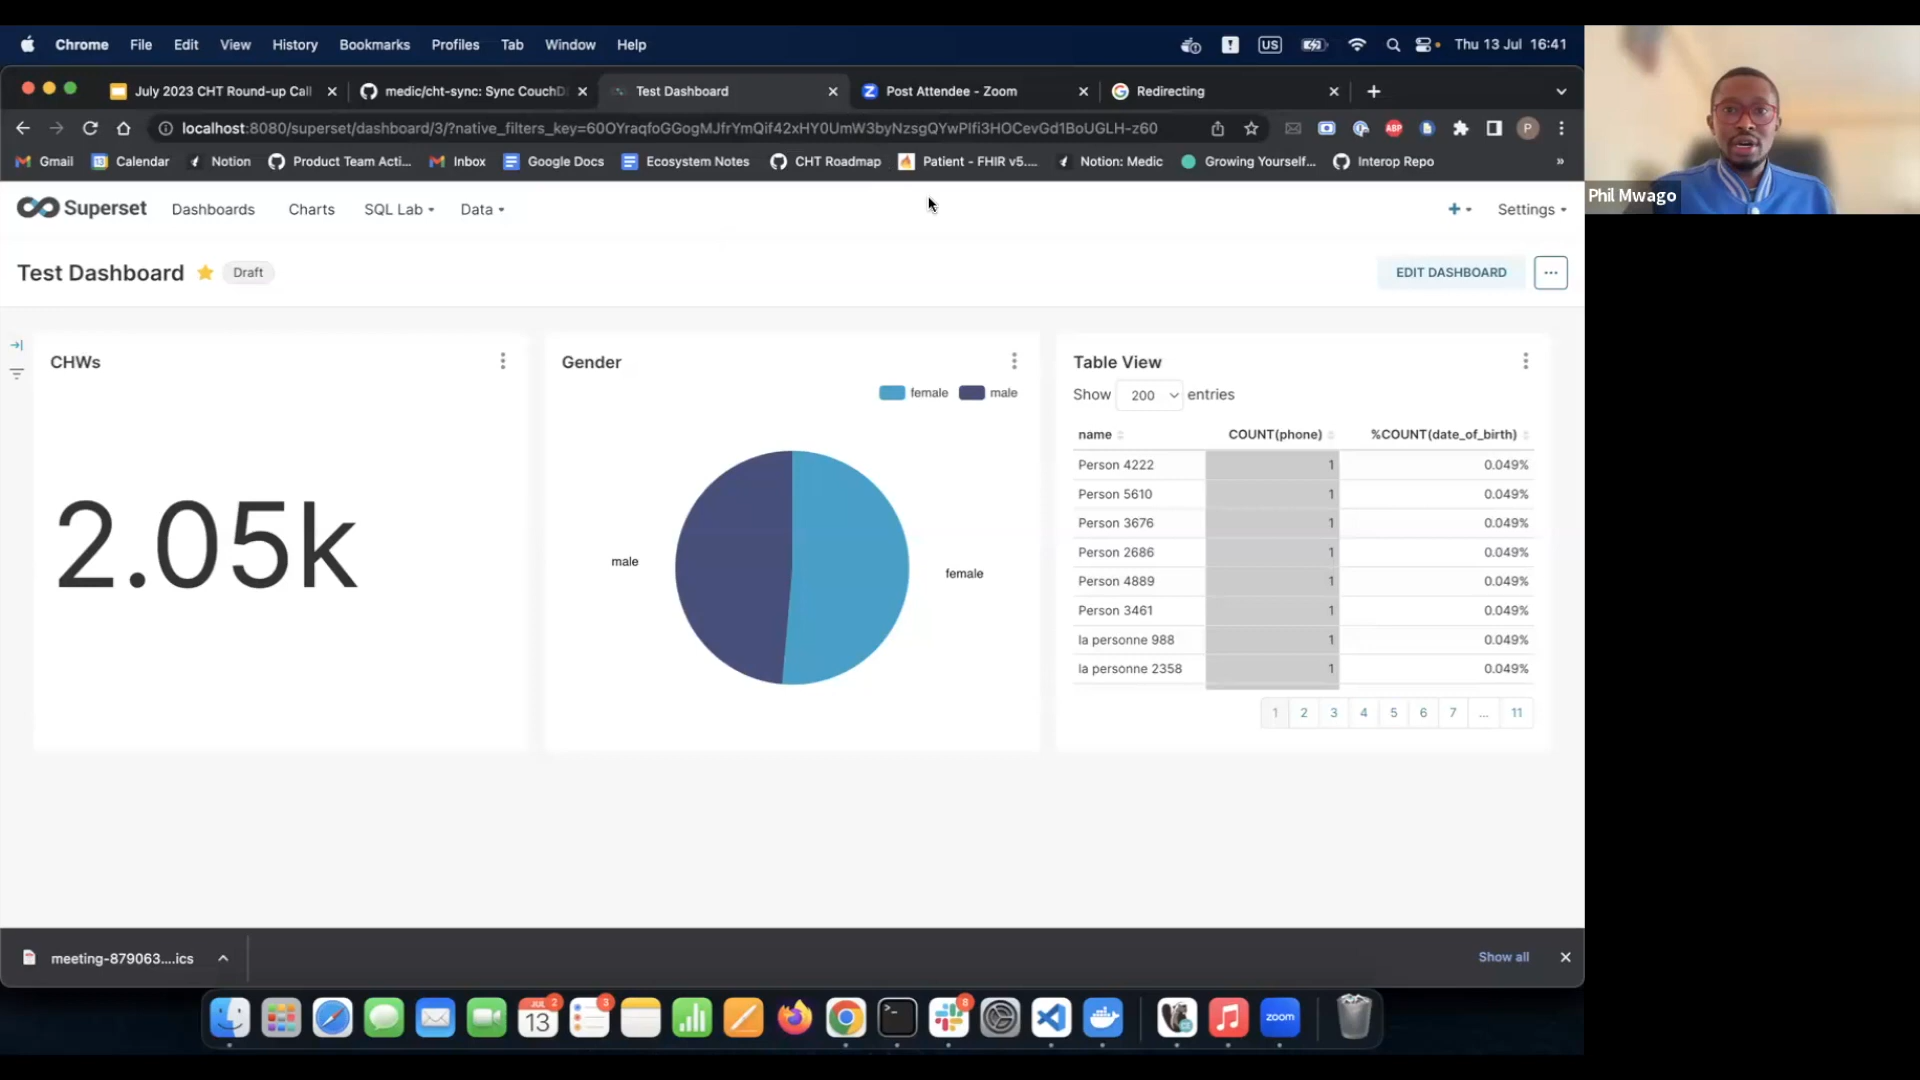 Chrome File Edit View History Bookmarks Profiles Tab Window Help US Thu 13 Jul 16:41
July 2023 CHT Round-up Call medic/cht-sync: Sync CouchD Test Dashboard Post Attendee - Zoom Redirecting
localhost:8080/superset/dashboard/3/?native_filters_key=60OYraqfoGGogMJfrYmQif42xHY0UmW3byNzsgQYwPlfi3HOCevGd1BoUGLH-z60 ABP P
Gmail Calendar Notion Product Team Acti... Inbox Google Docs Ecosystem Notes CHT Roadmap Patient - FHIR v5.... Notion: Medic Growing Yourself... Interop Repo »
Phil Mwago
Superset Dashboards Charts SQL Lab Data + Settings
Test Dashboard Draft EDIT DASHBOARD ...
CHWs
2.05k
Gender
female male
male
female
Table View
Show 200 entries
name COUNT(phone) %COUNT(date_of_birth)
Person 4222 1 0.049%
Person 5610 1 0.049%
Person 3676 1 0.049%
Person 2686 1 0.049%
Person 4889 1 0.049%
Person 3461 1 0.049%
la personne 988 1 0.049%
la personne 2358 1 0.049%
1 2 3 4 5 6 7 ... 11
meeting-879063....ics Show all
JUL 2 3 8
13 zoom